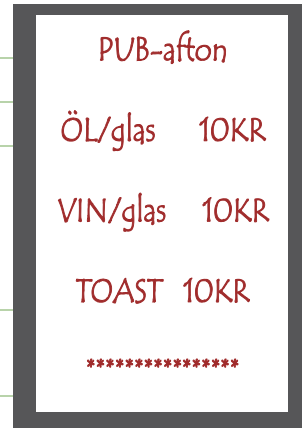 PUB-afton
ÖL/glas 10KR
VIN/glas 10KR
TOAST 10KR
****************